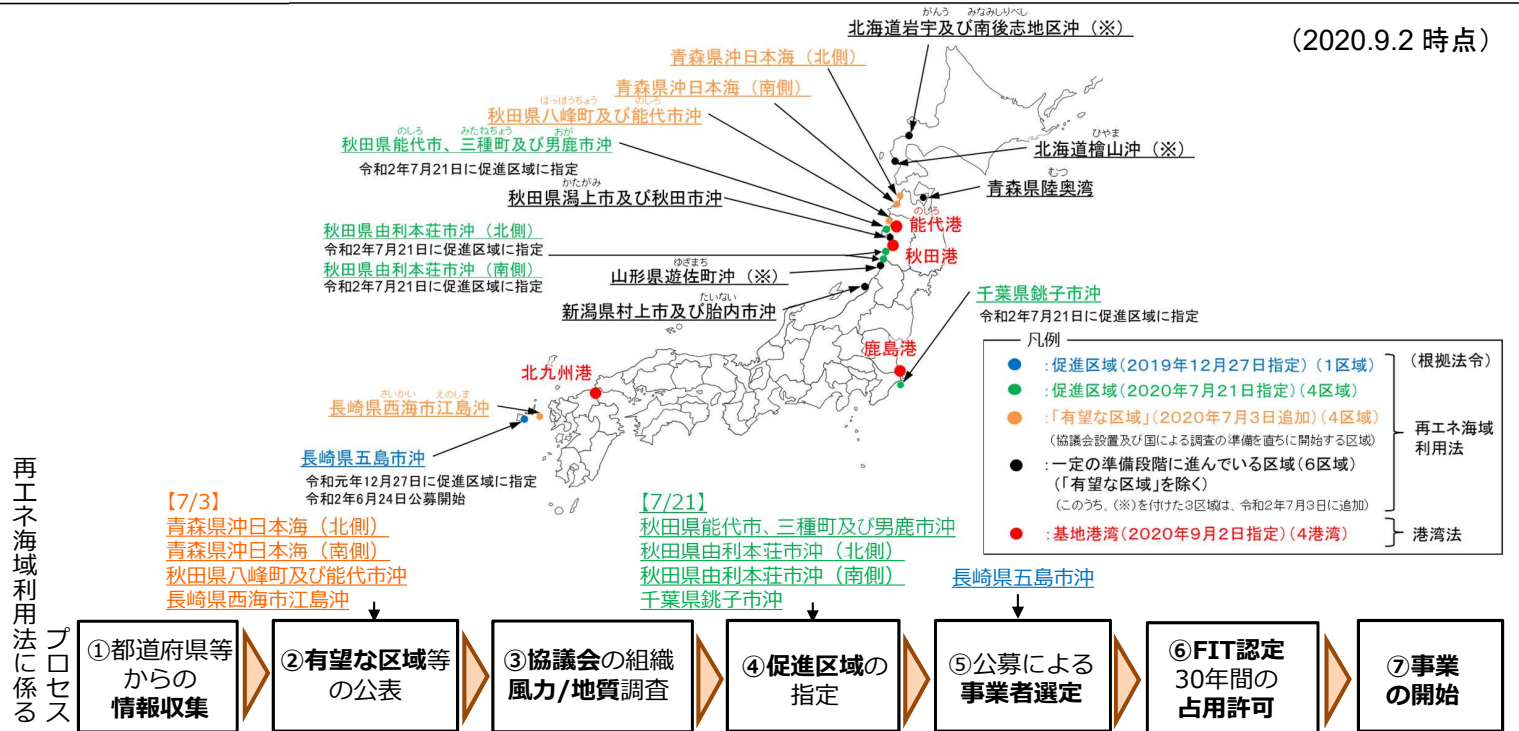 (2020.9.2 時点)
がんう みなみしりべし
北海道岩宇及び南後志地区沖（※）
青森県沖日本海（北側）
青森県沖日本海（南側）
はっぽうちょう のしろ
秋田県八峰町及び能代市沖
のしろ みたねちょう おが
秋田県能代市、三種町及び男鹿市沖
令和2年7月21日に促進区域に指定
ひやま
北海道檜山沖（※）
むつ
青森県陸奥湾
かたがみ
秋田県潟上市及び秋田市沖
のしろ
能代港
秋田県由利本荘市沖（北側）
令和2年7月21日に促進区域に指定
秋田港
秋田県由利本荘市沖（南側）
令和2年7月21日に促進区域に指定
ゆざまち
山形県遊佐町沖（※）
たいない
新潟県村上市及び胎内市沖
千葉県銚子市沖
令和2年7月21日に促進区域に指定
鹿島港
北九州港
さいかい えのしま
長崎県西海市江島沖
長崎県五島市沖
令和元年12月27日に促進区域に指定
令和2年6月24日公募開始
凡例
：促進区域(2019年12月27日指定)(1区域)
：促進区域(2020年7月21日指定)(4区域)
：「有望な区域」(2020年7月3日追加)(4区域)
(協議会設置及び国による調査の準備を直ちに開始する区域)
：一定の準備段階に進んでいる区域(6区域)
(「有望な区域」を除く)
(このうち、(※)を付けた3区域は、令和2年7月3日に追加)
：基地港湾(2020年9月2日指定)(4港湾)
(根拠法令)
再エネ海域
利用法
港湾法
【7/3】
青森県沖日本海（北側）
青森県沖日本海（南側）
秋田県八峰町及び能代市沖
長崎県西海市江島沖
【7/21】
秋田県能代市、三種町及び男鹿市沖
秋田県由利本荘市沖（北側）
秋田県由利本荘市沖（南側）
千葉県銚子市沖
長崎県五島市沖
再エネ海域利用法に係る
プロセス
①都道府県等
からの
情報収集
②有望な区域等
の公表
③協議会の組織
風力/地質調査
④促進区域の
指定
⑤公募による
事業者選定
⑥FIT認定
30年間の
占用許可
⑦事業
の開始